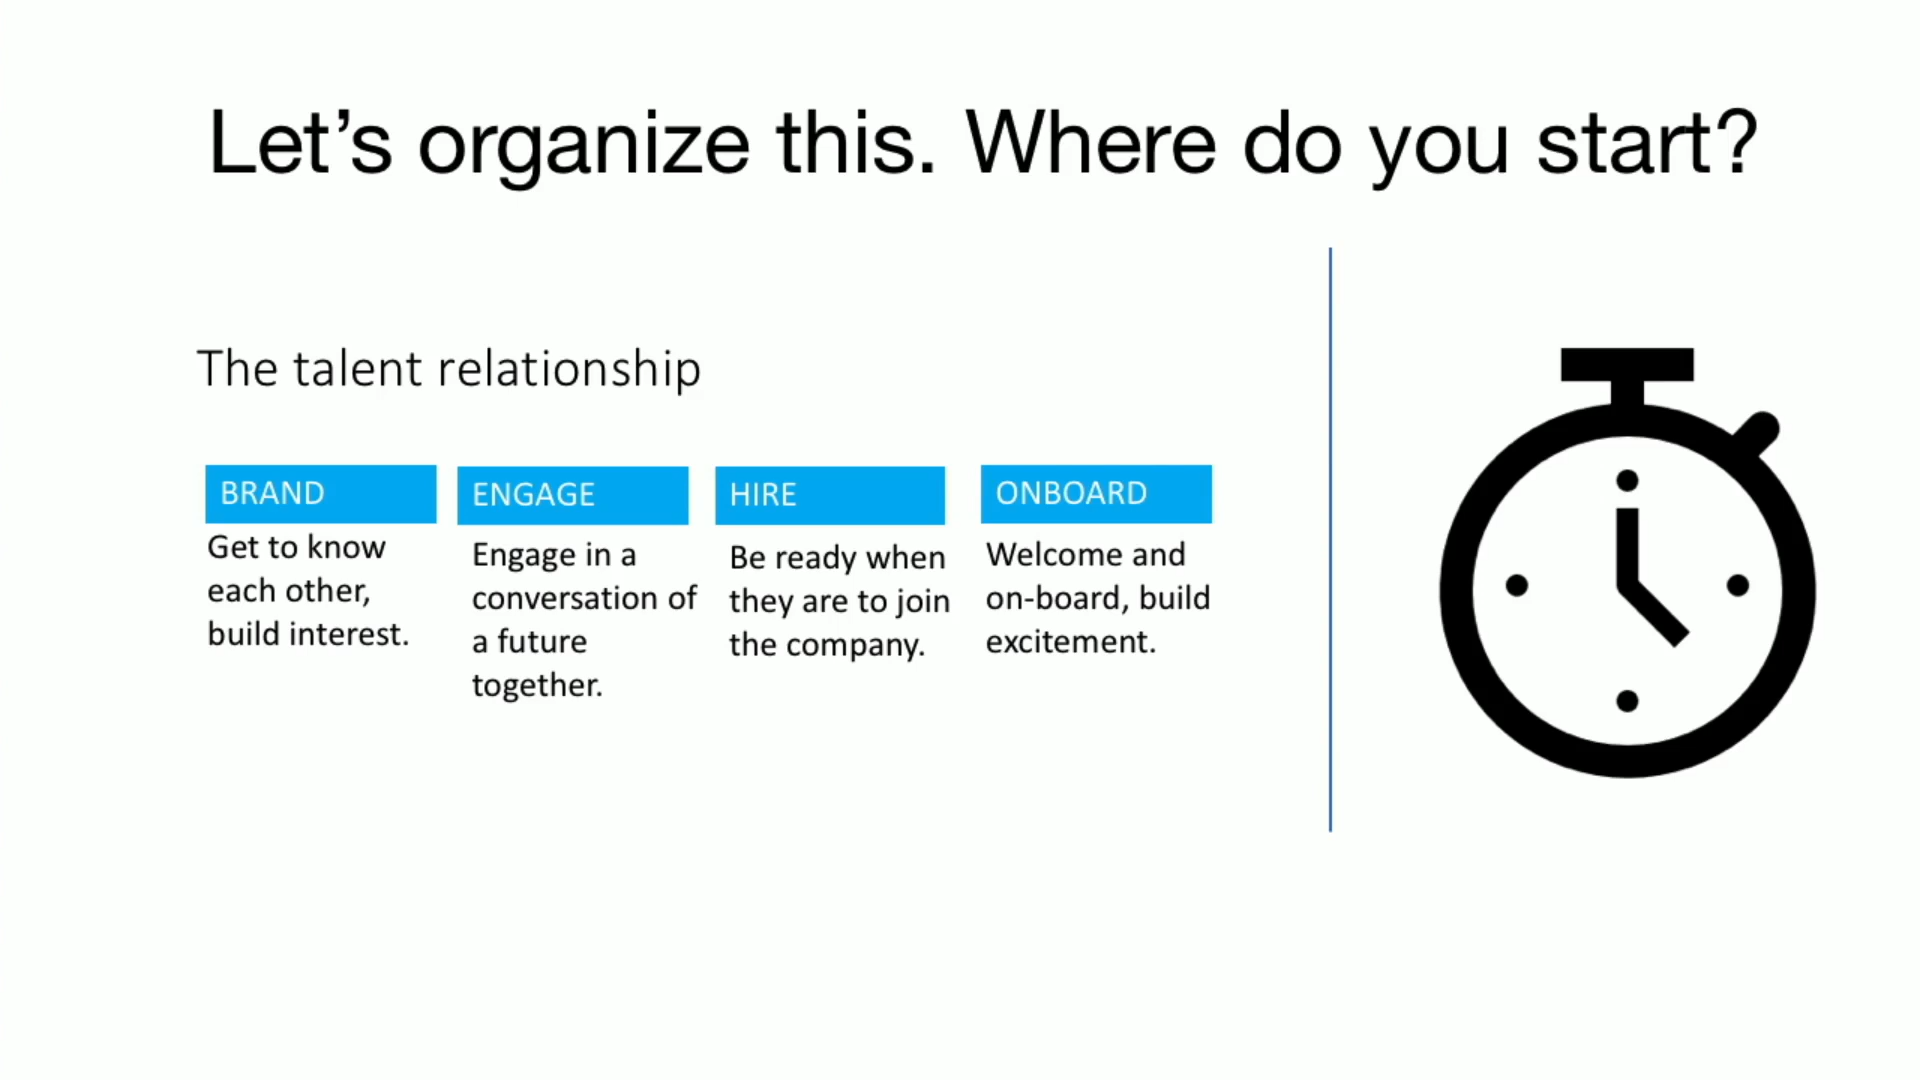 Let’s organize this. Where do you start?
The talent relationship
BRAND
Get to know
each other,
build interest.
ENGAGE
Engage in a
conversation of
a future
together.
HIRE
Be ready when
they are to join
the company.
ONBOARD
Welcome and
on-board, build
excitement.